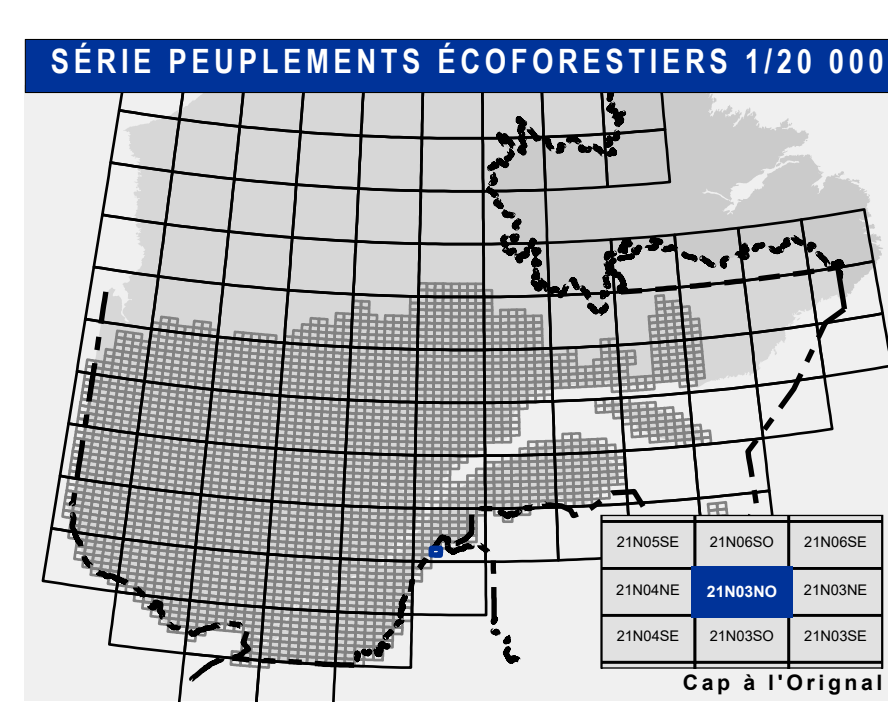 SÉRIE PEUPLEMENTS ÉCOFORESTIERS 1/20 000
21N05SE 21N06SO 21N06SE
21N04NE 21N03NO 21N03NE
21N04SE 21N03SO 21N03SE
Cap à l'Orignal